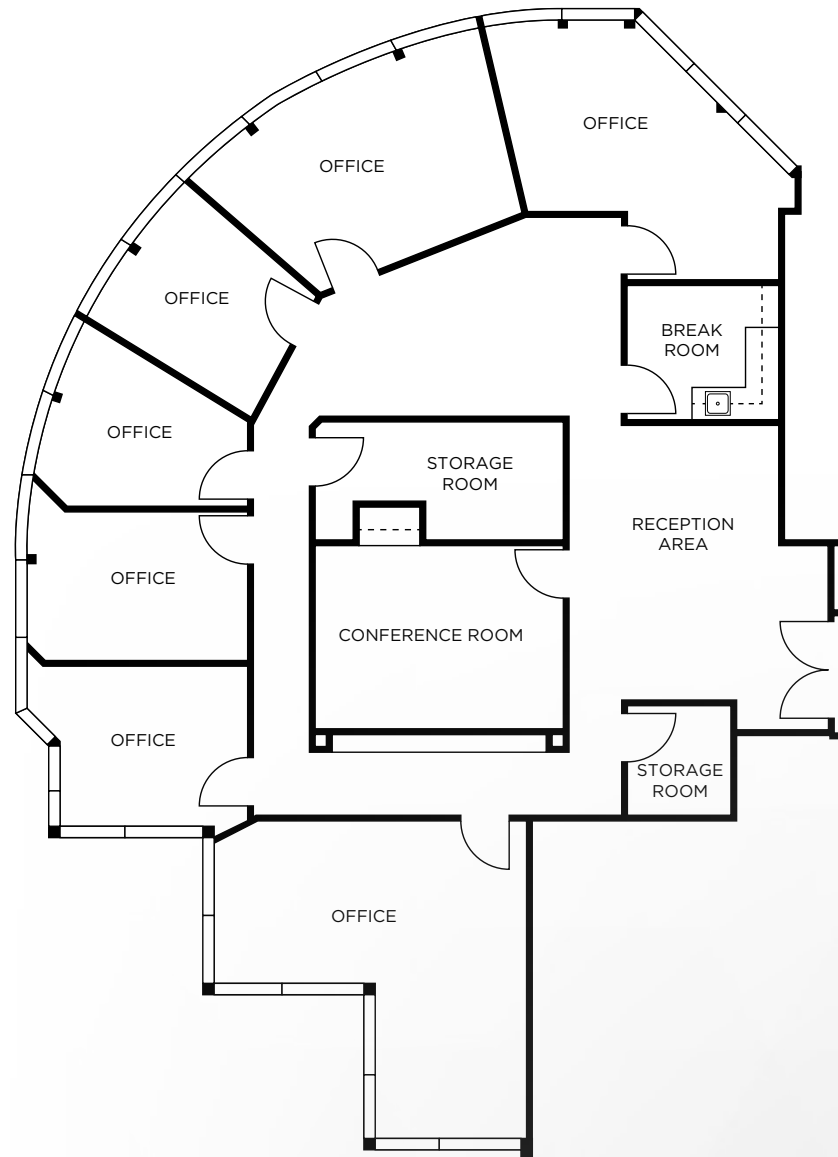 OFFICE
OFFICE
OFFICE
BREAK
ROOM
OFFICE
STORAGE
ROOM
RECEPTION
AREA
OFFICE
CONFERENCE ROOM
OFFICE
STORAGE
ROOM
OFFICE